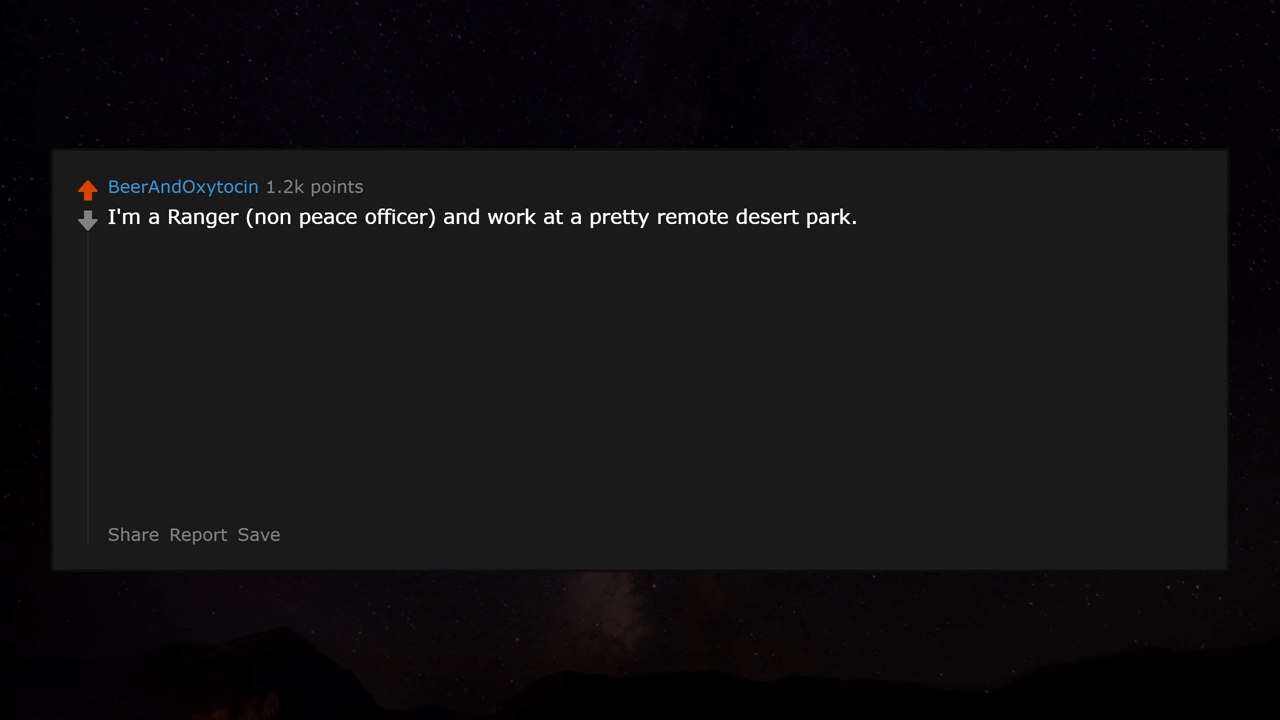 BeerAndOxytocin 1.2k points
I'm a Ranger (non peace officer) and work at a pretty remote desert park.
Share Report Save